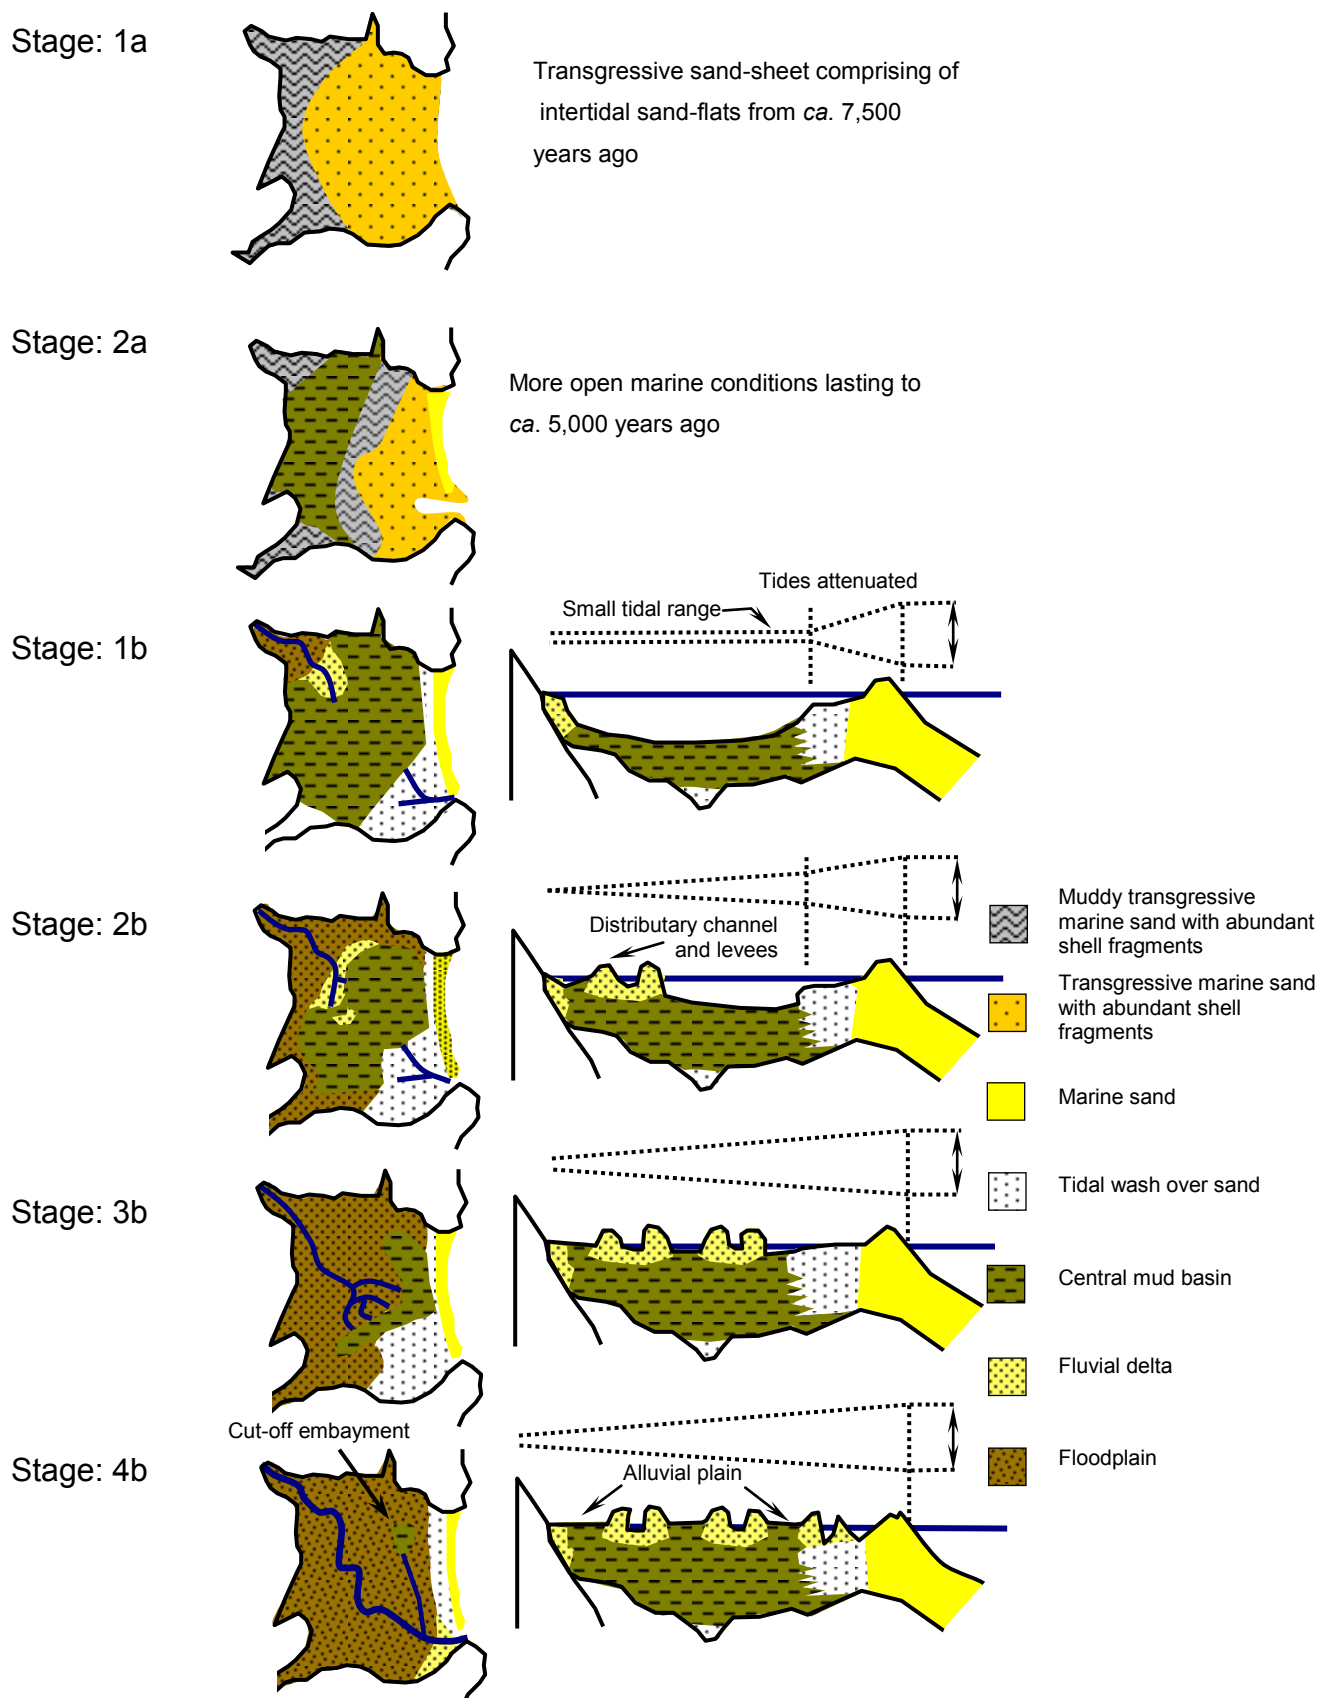 Stage: 1a
Transgressive sand-sheet comprising of
intertidal sand-flats from ca. 7,500
years ago
Stage: 2a
More open marine conditions lasting to
ca. 5,000 years ago
Tides attenuated
Small tidal range
Stage: 1b
Stage: 2b
Distributary channel
and levees
Muddy transgressive
marine sand with abundant
shell fragments
Transgressive marine sand
with abundant shell
fragments
Marine sand
Stage: 3b
Tidal wash over sand
Central mud basin
Fluvial delta
Cut-off embayment
Stage: 4b
Alluvial plain
Floodplain